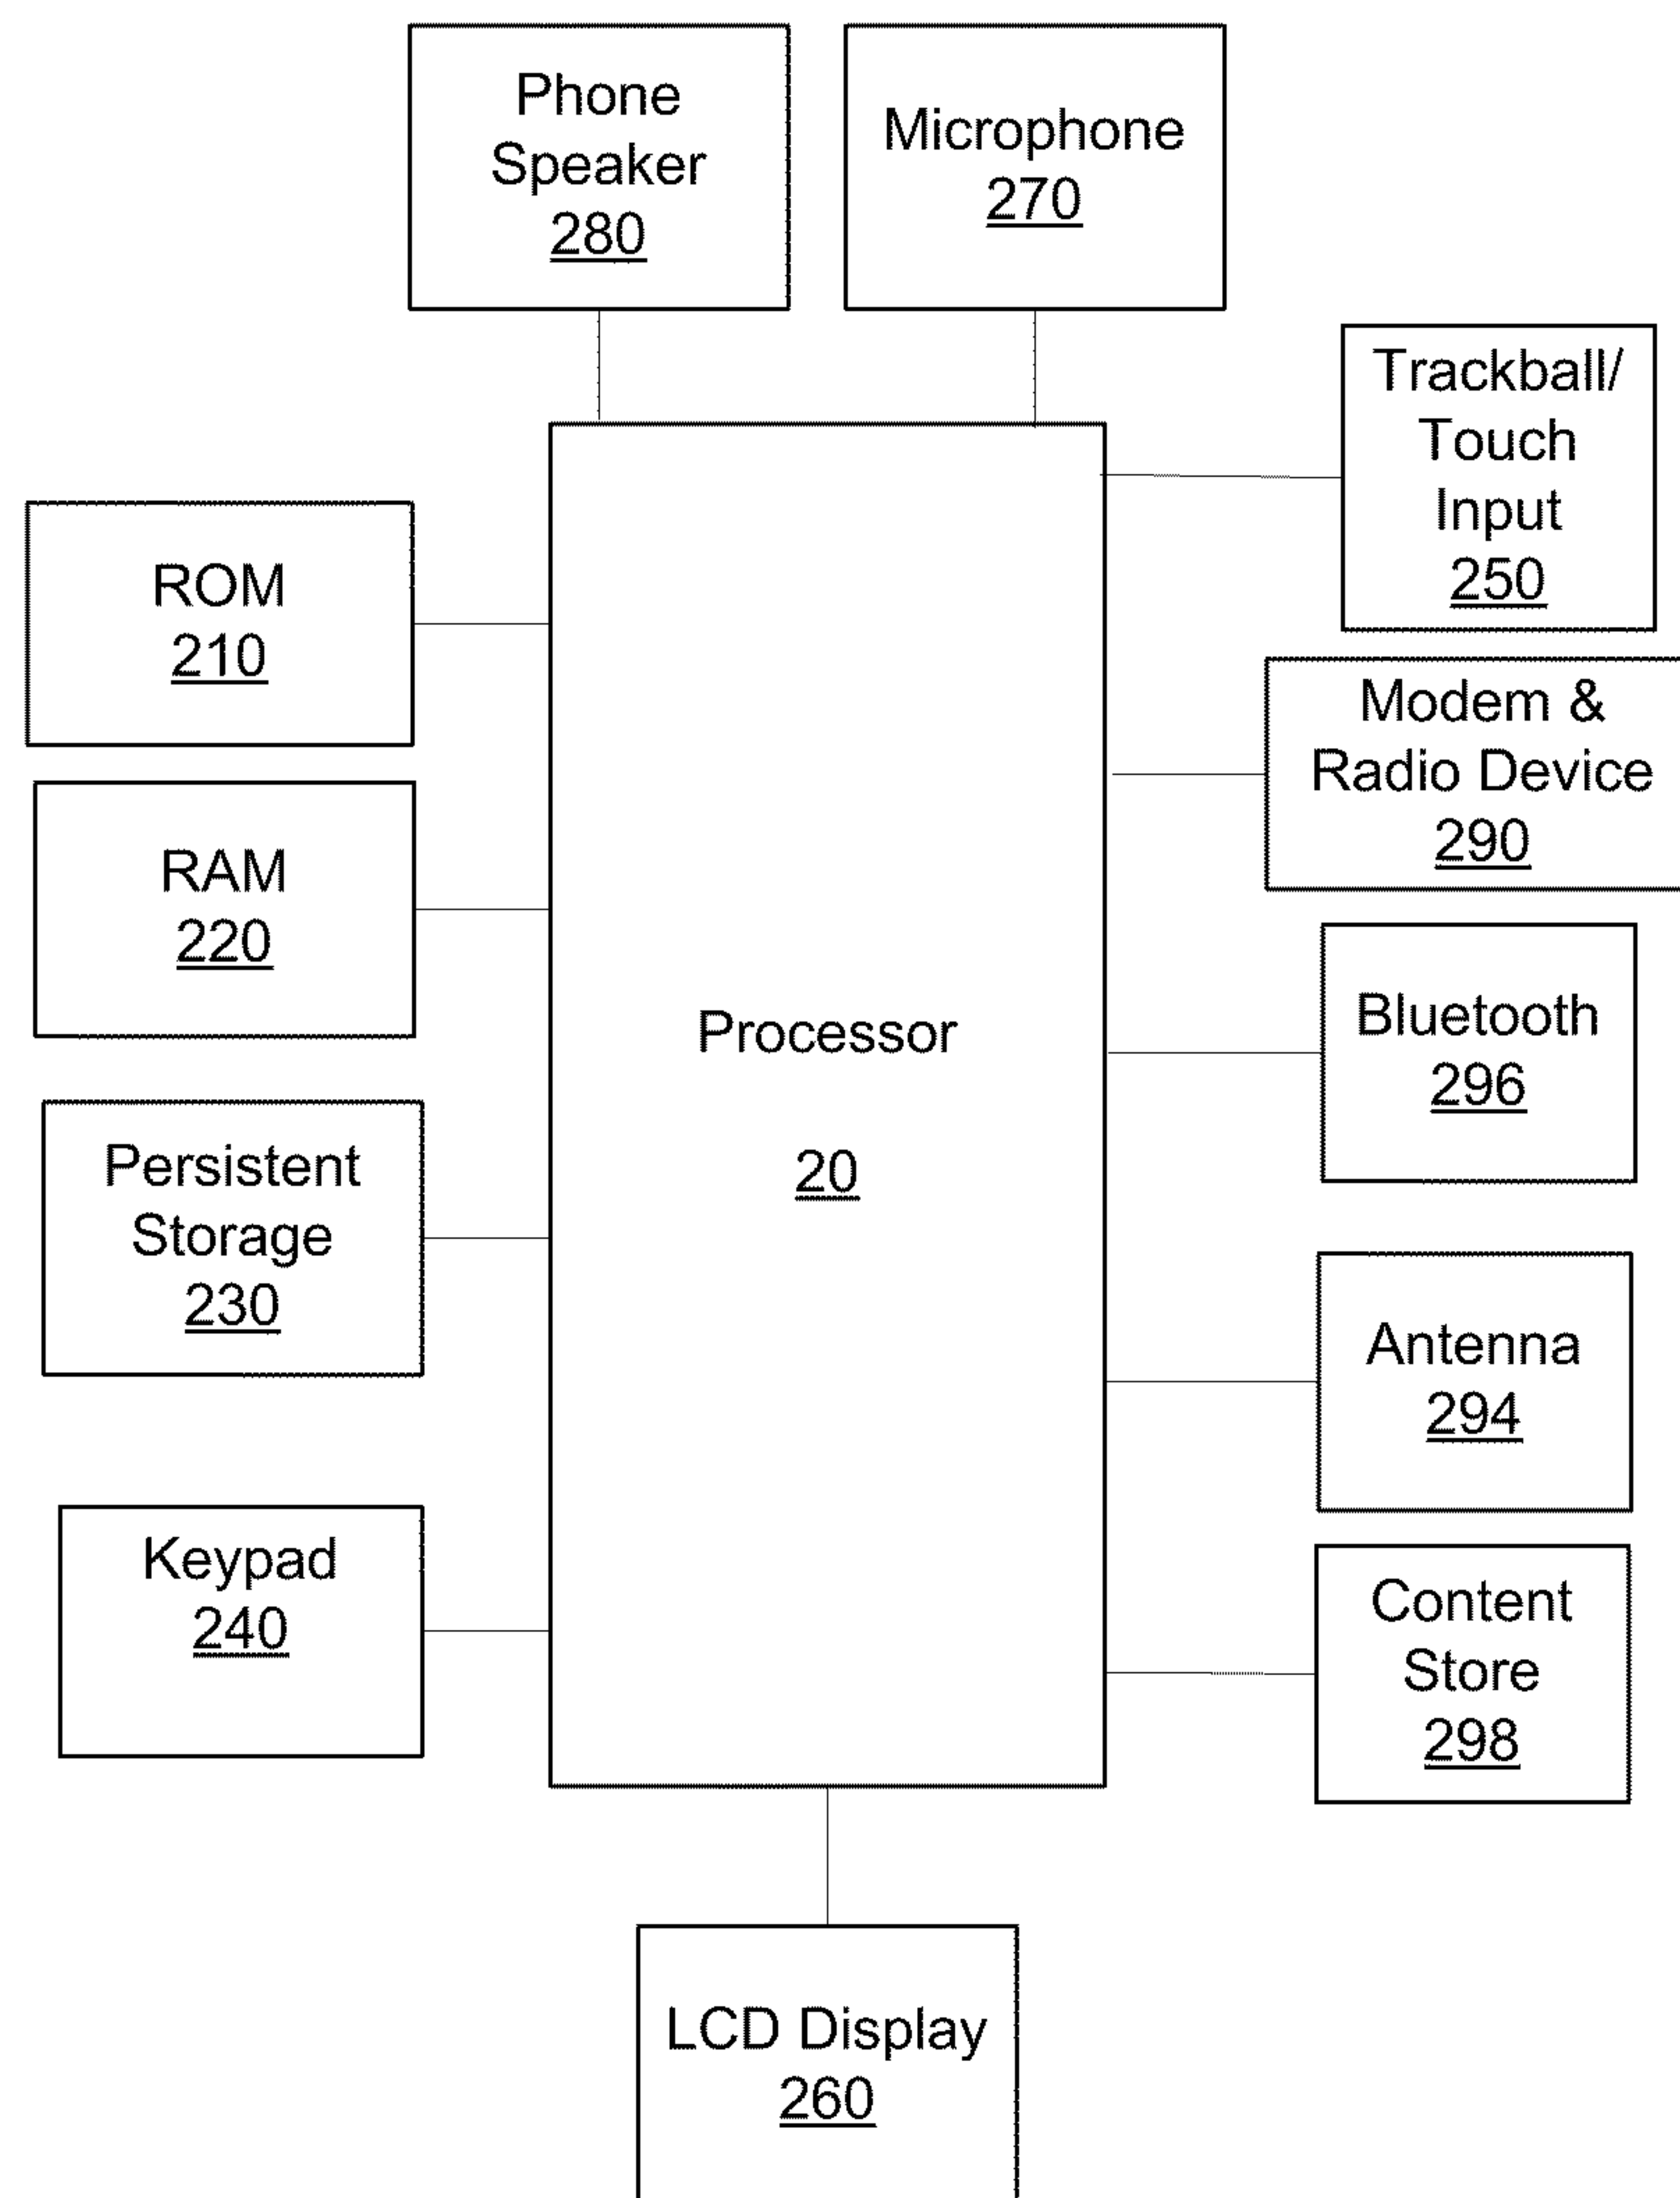 Phone
Speaker
280
Microphone
270
Trackball/
Touch
Input
250
ROM
210
Modem &
Radio Device
290
RAM
220
Processor
20
Bluetooth
296
Persistent
Storage
230
Antenna
294
Keypad
240
Content
Store
298
LCD Display
260